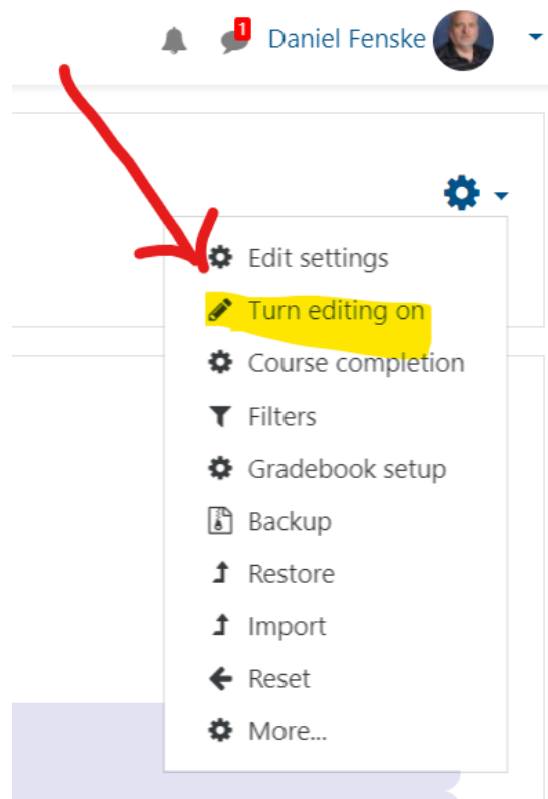 1
Daniel Fenske
Edit settings
Turn editing on
Course completion
Filters
Gradebook setup
Backup
Restore
Import
Reset
More...